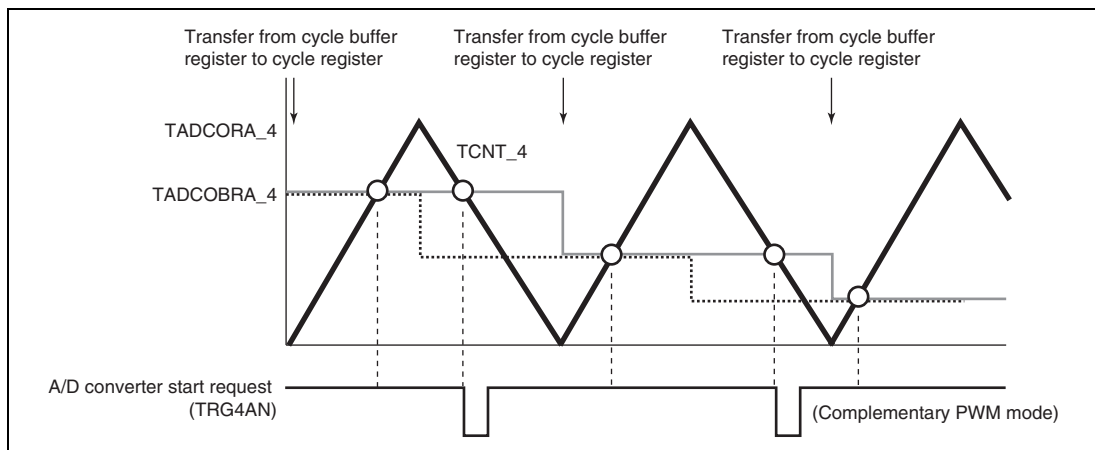 Transfer from cycle buffer
register to cycle register
Transfer from cycle buffer
register to cycle register
Transfer from cycle buffer
register to cycle register
TADCORA_4
TCNT_4
TADCOBRA_4
A/D converter start request
(TRG4AN)
(Complementary PWM mode)